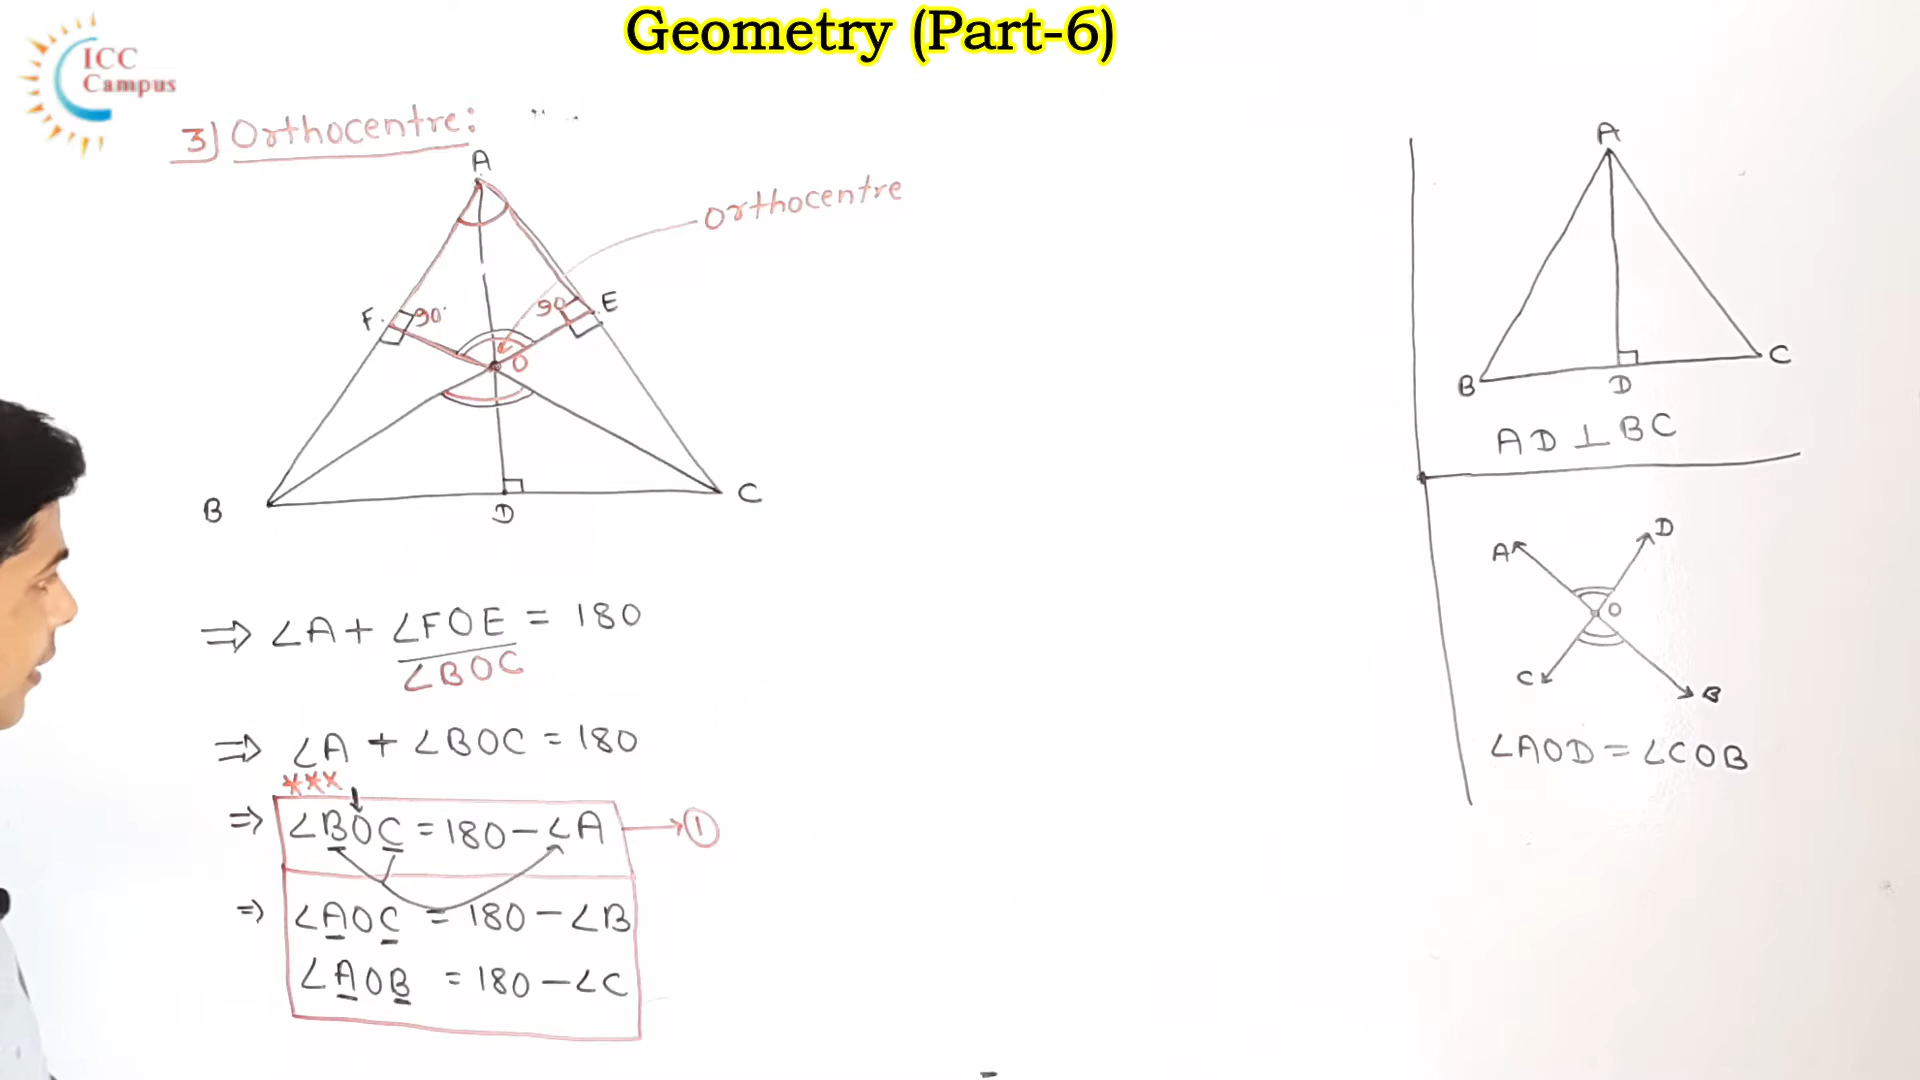 Geometry (Part-6)
ICC
Campus
3) Orthocentre:
A
orthocentre
F 90°
90 E
O
B
D
C
⇒ ∠A + ∠FOE = 180
∠BOC
⇒ ∠A + ∠BOC = 180
***
⇒ ∠BOC = 180 - ∠A → 1
⇒ ∠AOC = 180 - ∠B
∠AOB = 180 - ∠C
A
B
D
C
AD ⊥ BC
A
D
O
C
B
∠AOD = ∠COB